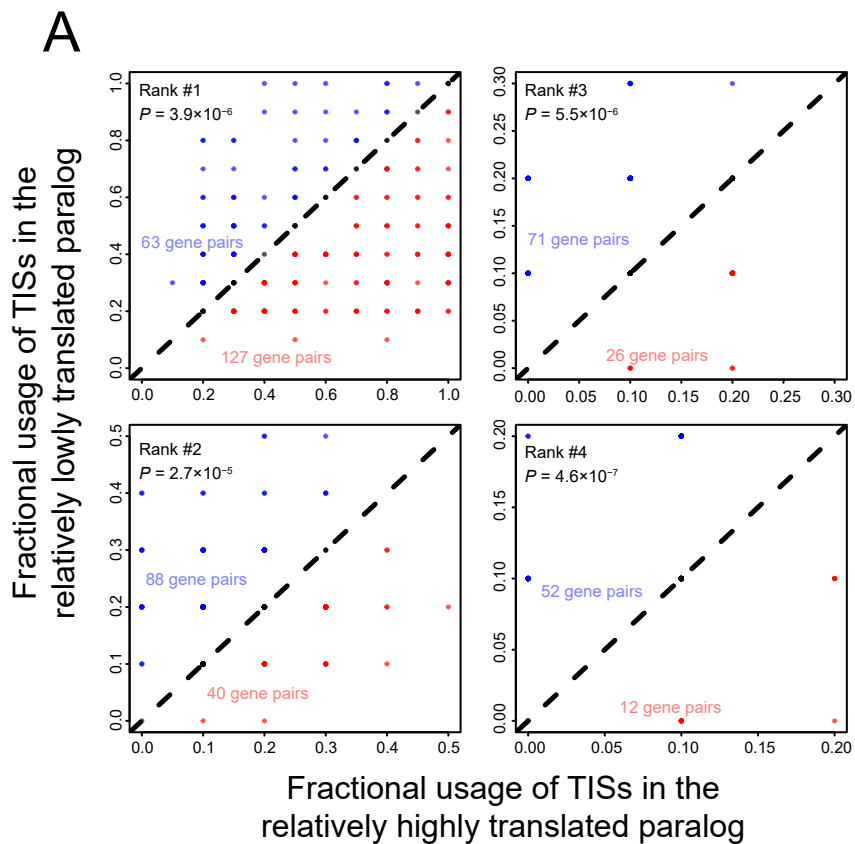 A
Fractional usage of TISs in the
relatively lowly translated paralog
Rank #1
P = 3.9×10⁻⁶
63 gene pairs
127 gene pairs
0.0 0.2 0.4 0.6 0.8 1.0
0.0 0.2 0.4 0.6 0.8 1.0
Rank #3
P = 5.5×10⁻⁶
71 gene pairs
26 gene pairs
0.00 0.05 0.10 0.15 0.20 0.25 0.30
0.00 0.05 0.10 0.15 0.20 0.25 0.30
Rank #2
P = 2.7×10⁻⁵
88 gene pairs
40 gene pairs
0.0 0.1 0.2 0.3 0.4 0.5
0.0 0.1 0.2 0.3 0.4 0.5
Rank #4
P = 4.6×10⁻⁷
52 gene pairs
12 gene pairs
0.00 0.05 0.10 0.15 0.20
0.00 0.05 0.10 0.15 0.20
Fractional usage of TISs in the
relatively highly translated paralog